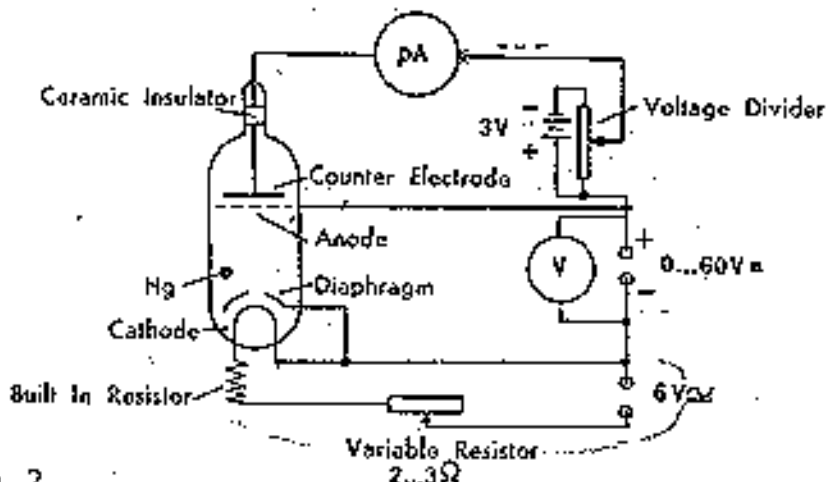 pA
Ceramic Insulator
Voltage Divider
3V
Counter Electrode
Anode
V
0...60V=
Hg
Diaphragm
Cathode
Built In Resistor
6V
Variable Resistor
2...3Ω